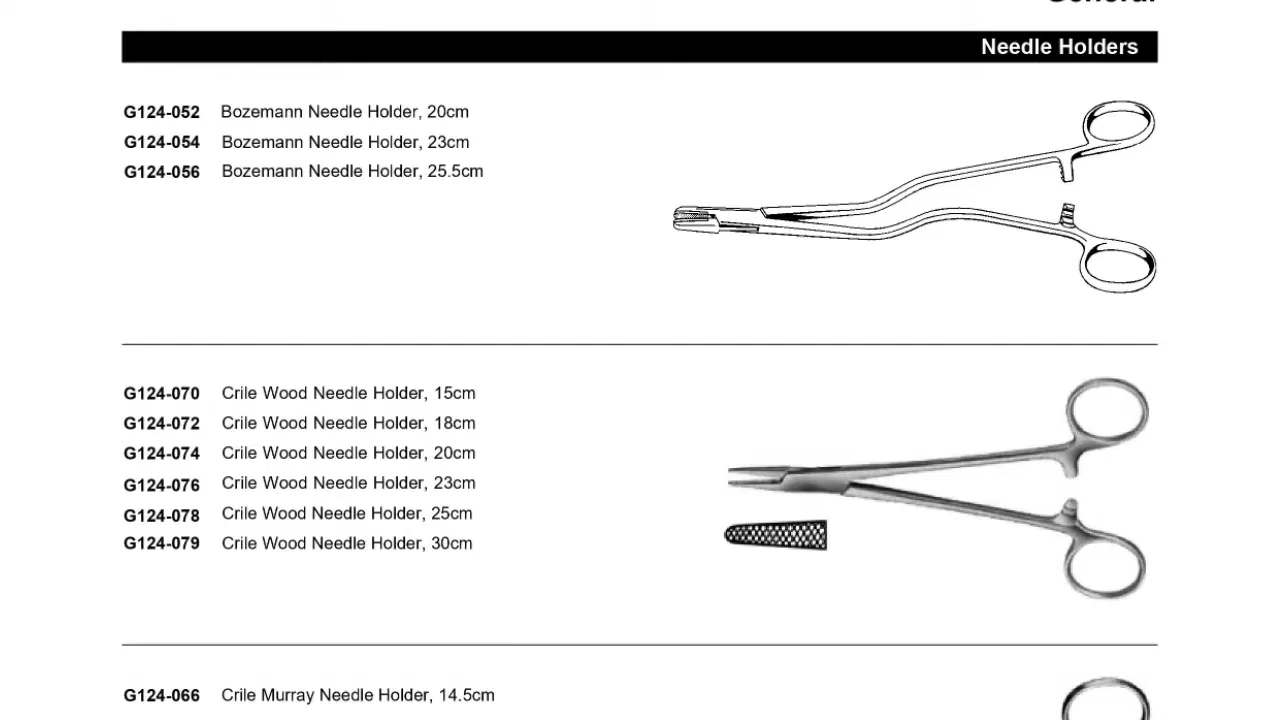 General
Needle Holders
G124-052 Bozemann Needle Holder, 20cm
G124-054 Bozemann Needle Holder, 23cm
G124-056 Bozemann Needle Holder, 25.5cm
G124-070 Crile Wood Needle Holder, 15cm
G124-072 Crile Wood Needle Holder, 18cm
G124-074 Crile Wood Needle Holder, 20cm
G124-076 Crile Wood Needle Holder, 23cm
G124-078 Crile Wood Needle Holder, 25cm
G124-079 Crile Wood Needle Holder, 30cm
G124-066 Crile Murray Needle Holder, 14.5cm